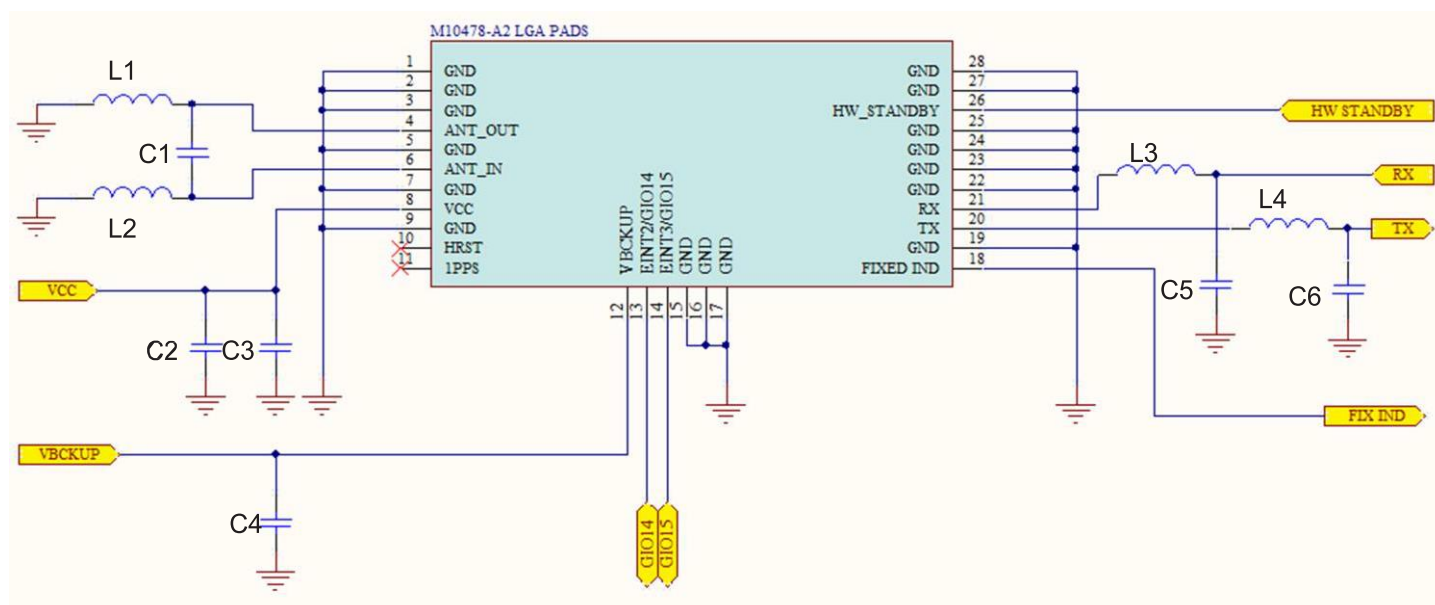 M10478-A2 LGA PADS
1 GND
2 GND
3 GND
4 ANT_OUT
5 GND
6 ANT_IN
7 GND
8 VCC
9 GND
10 HRST
11 1PPS
28 GND
27 GND
26 HW_STANDBY
25 GND
24 GND
23 GND
22 GND
21 RX
20 TX
19 GND
18 FIXED IND
12 VBCKUP
13 EINT2/GIO14
14 EINT3/GIO15
15 GND
16 GND
17 GND
L1
C1
L2
VCC
C2
C3
VBCKUP
C4
GIO14
GIO15
HW STANDBY
L3
RX
L4
TX
C5
C6
FIX IND